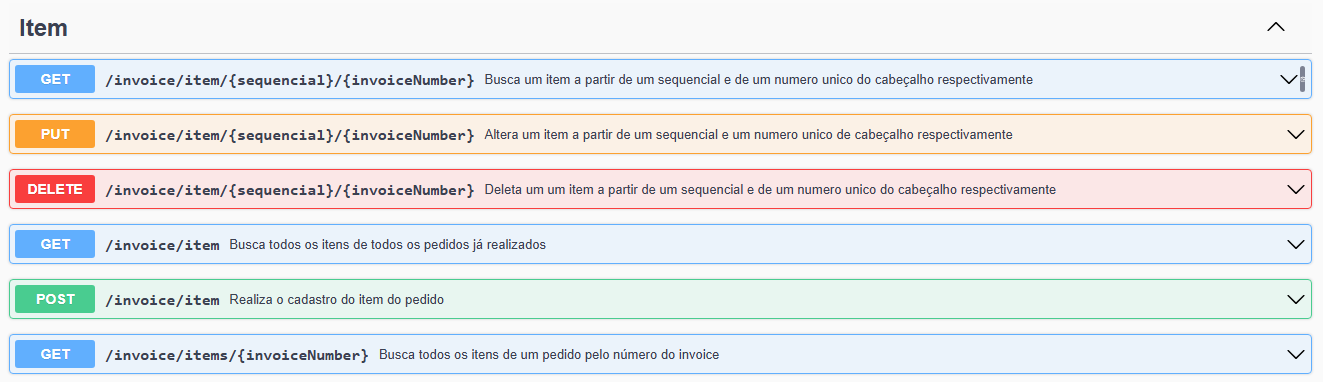 Item
GET /invoice/item/{sequencial}/{invoiceNumber} Busca um item a partir de um sequencial e de um numero unico do cabeçalho respectivamente
PUT /invoice/item/{sequencial}/{invoiceNumber} Altera um item a partir de um sequencial e um numero unico de cabeçalho respectivamente
DELETE /invoice/item/{sequencial}/{invoiceNumber} Deleta um um item a partir de um sequencial e de um numero unico do cabeçalho respectivamente
GET /invoice/item Busca todos os itens de todos os pedidos já realizados
POST /invoice/item Realiza o cadastro do item do pedido
GET /invoice/items/{invoiceNumber} Busca todos os itens de um pedido pelo número do invoice